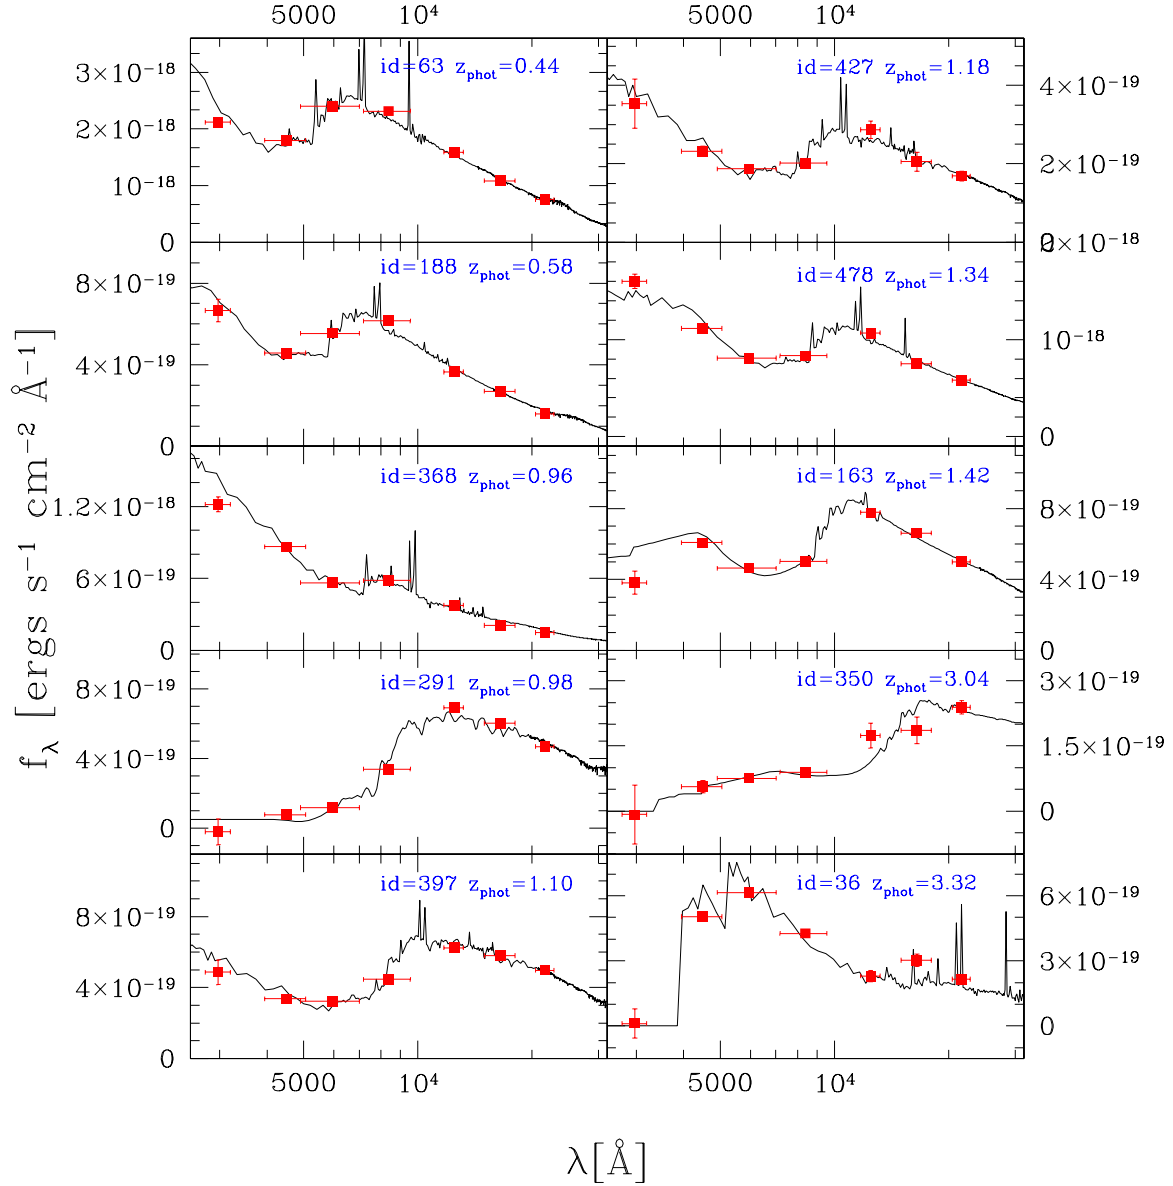 5000 10⁴ 5000 10⁴
id=63 z_phot=0.44
3×10⁻¹⁸
2×10⁻¹⁸
10⁻¹⁸
0
id=427 z_phot=1.18
4×10⁻¹⁹
2×10⁻¹⁹
0
id=188 z_phot=0.58
8×10⁻¹⁹
4×10⁻¹⁹
0
2×10⁻¹⁸
id=478 z_phot=1.34
10⁻¹⁸
0
id=368 z_phot=0.96
1.2×10⁻¹⁸
6×10⁻¹⁹
0
id=163 z_phot=1.42
8×10⁻¹⁹
4×10⁻¹⁹
0
id=291 z_phot=0.98
8×10⁻¹⁹
4×10⁻¹⁹
0
id=350 z_phot=3.04
3×10⁻¹⁹
1.5×10⁻¹⁹
0
id=397 z_phot=1.10
8×10⁻¹⁹
4×10⁻¹⁹
0
id=36 z_phot=3.32
6×10⁻¹⁹
3×10⁻¹⁹
0
5000 10⁴ 5000 10⁴
f_λ [ergs s⁻¹ cm⁻² Å⁻¹]
λ[Å]